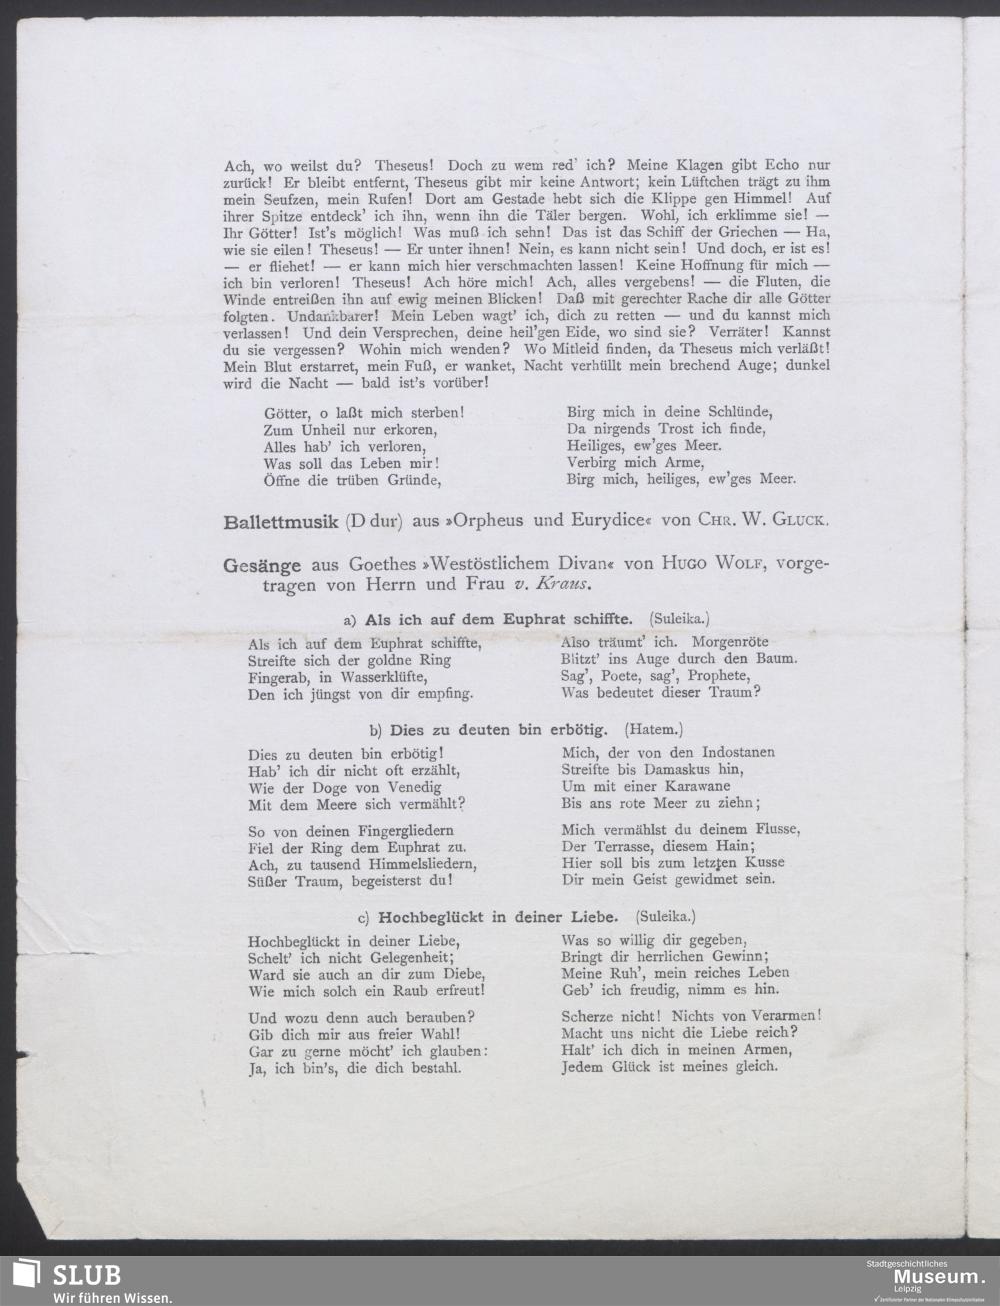 Ach, wo weilst du? Theseus! Doch zu wem red' ich? Meine Klagen gibt Echo nur
zurück! Er bleibt entfernt, Theseus gibt mir keine Antwort; kein Lüftchen trägt zu ihm
mein Seufzen, mein Rufen! Dort am Gestade hebt sich die Klippe gen Himmel! Auf
ihrer Spitze entdeck' ich ihn, wenn ihn die Täler bergen. Wohl, ich erklimme sie! —
Ihr Götter! Ist's möglich! Was muß ich sehn! Das ist das Schiff der Griechen — Ha,
wie sie eilen! Theseus! — Er unter ihnen! Nein, es kann nicht sein! Und doch, er ist es!
— er fliehet! — er kann mich hier verschmachten lassen! Keine Hoffnung für mich —
ich bin verloren! Theseus! Ach höre mich! Ach, alles vergebens! — die Fluten, die
Winde entreißen ihn auf ewig meinen Blicken! Daß mit gerechter Rache dir alle Götter
folgten. Undankbarer! Mein Leben wagt' ich, dich zu retten — und du kannst mich
verlassen! Und dein Versprechen, deine heil'gen Eide, wo sind sie? Verräter! Kannst
du sie vergessen? Wohin mich wenden? Wo Mitleid finden, da Theseus mich verläßt!
Mein Blut erstarret, mein Fuß, er wanket, Nacht verhüllt mein brechend Auge; dunkel
wird die Nacht — bald ist's vorüber!
Götter, o laßt mich sterben!
Zum Unheil nur erkoren,
Alles hab' ich verloren,
Was soll das Leben mir!
Öffne die trüben Gründe,
Birg mich in deine Schlünde,
Da nirgends Trost ich finde,
Heiliges, ew'ges Meer.
Verbirg mich Arme,
Birg mich, heiliges, ew'ges Meer.
Ballettmusik (D dur) aus »Orpheus und Eurydice« von CHR. W. GLUCK.
Gesänge aus Goethes »Westöstlichem Divan« von HUGO WOLF, vorge-
tragen von Herrn und Frau v. Kraus.
a) Als ich auf dem Euphrat schiffte. (Suleika.)
Als ich auf dem Euphrat schiffte,
Streifte sich der goldne Ring
Fingerab, in Wasserklüfte,
Den ich jüngst von dir empfing.
Also träumt' ich. Morgenröte
Blitzt' ins Auge durch den Baum.
Sag', Poete, sag', Prophete,
Was bedeutet dieser Traum?
b) Dies zu deuten bin erbötig. (Hatem.)
Dies zu deuten bin erbötig!
Hab' ich dir nicht oft erzählt,
Wie der Doge von Venedig
Mit dem Meere sich vermählt?
So von deinen Fingergliedern
Fiel der Ring dem Euphrat zu.
Ach, zu tausend Himmelsliedern,
Süßer Traum, begeisterst du!
Mich, der von den Indostanen
Streifte bis Damaskus hin,
Um mit einer Karawane
Bis ans rote Meer zu ziehn;
Mich vermählst du deinem Flusse,
Der Terrasse, diesem Hain;
Hier soll bis zum letzten Kusse
Dir mein Geist gewidmet sein.
c) Hochbeglückt in deiner Liebe. (Suleika.)
Hochbeglückt in deiner Liebe,
Schelt' ich nicht Gelegenheit;
Ward sie auch an dir zum Diebe,
Wie mich solch ein Raub erfreut!
Und wozu denn auch berauben?
Gib dich mir aus freier Wahl!
Gar zu gerne möcht' ich glauben:
Ja, ich bin's, die dich bestahl.
Was so willig dir gegeben,
Bringt dir herrlichen Gewinn;
Meine Ruh', mein reiches Leben
Geb' ich freudig, nimm es hin.
Scherze nicht! Nichts von Verarmen!
Macht uns nicht die Liebe reich?
Halt' ich dich in meinen Armen,
Jedem Glück ist meines gleich.
SLUB
Wir führen Wissen.
Stadtgeschichtliches
Museum.
Leipzig
Zertifizierter Partner der Nationalen Klimaschutzinitiative